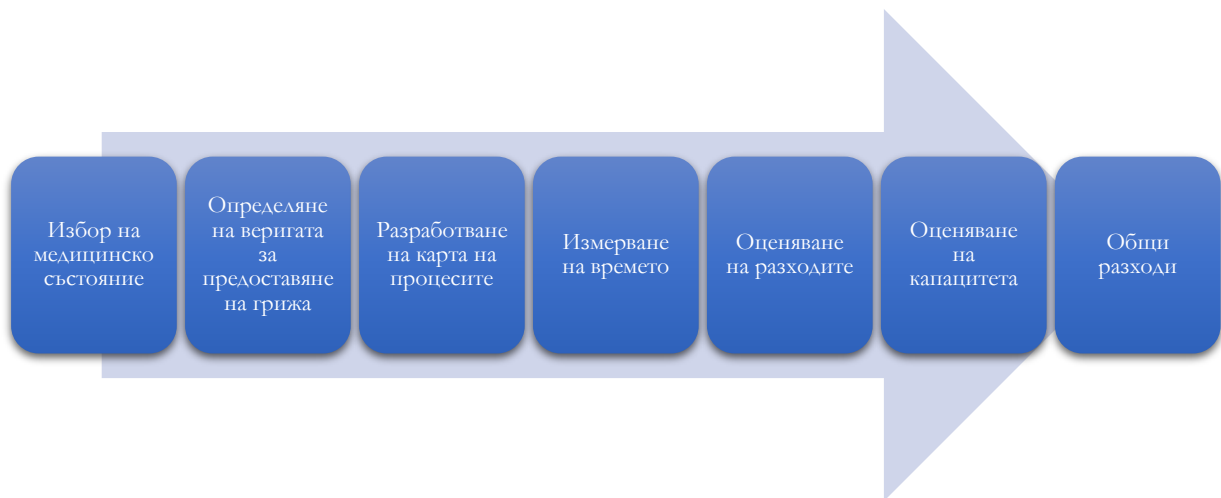 Избор на
медицинско
състояние
Определяне
на веригата
за
предоставяне
на грижа
Разработване
на карта на
процесите
Измерване
на времето
Оценяване
на разходите
Оценяване
на
капацитета
Общи
разходи